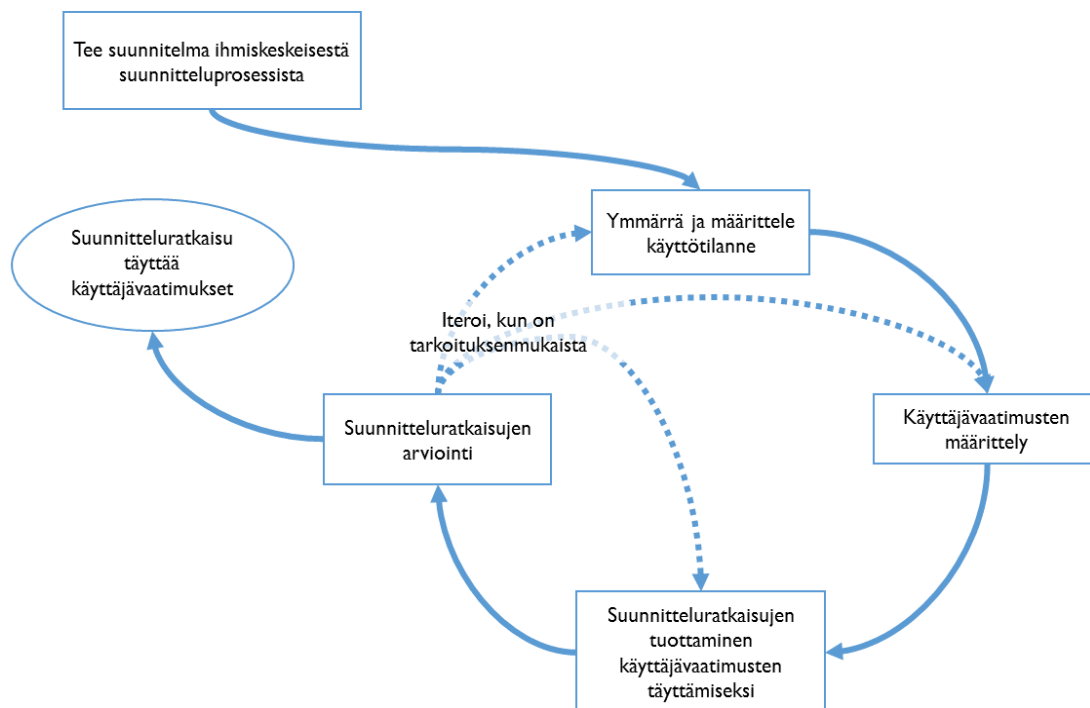 Tee suunnitelma ihmiskeskeisestä
suunnitteluprosessista
Ymmärrä ja määrittele
käyttötilanne
Suunnitteluratkaisu
täyttää
käyttäjävaatimukset
Iteroi, kun on
tarkoituksenmukaista
Käyttäjävaatimusten
määrittely
Suunnitteluratkaisujen
arviointi
Suunnitteluratkaisujen
tuottaminen
käyttäjävaatimusten
täyttämiseksi